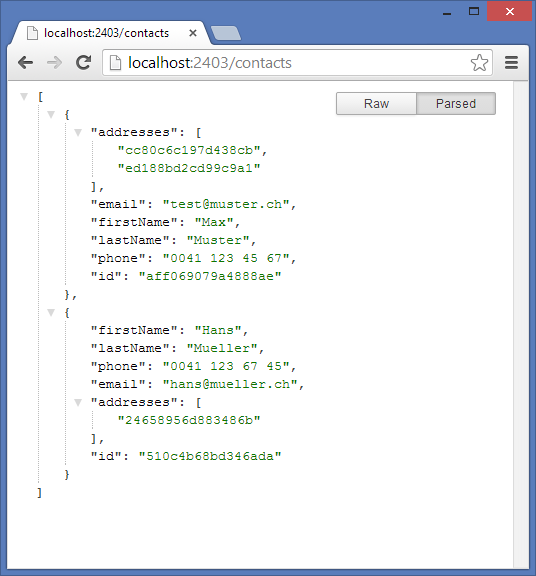 localhost:2403/contacts
localhost:2403/contacts
Raw Parsed
[
{
"addresses": [
"cc80c6c197d438cb",
"ed188bd2cd99c9a1"
],
"email": "test@muster.ch",
"firstName": "Max",
"lastName": "Muster",
"phone": "0041 123 45 67",
"id": "aff069079a4888ae"
},
{
"firstName": "Hans",
"lastName": "Mueller",
"phone": "0041 123 67 45",
"email": "hans@mueller.ch",
"addresses": [
"24658956d883486b"
],
"id": "510c4b68bd346ada"
}
]